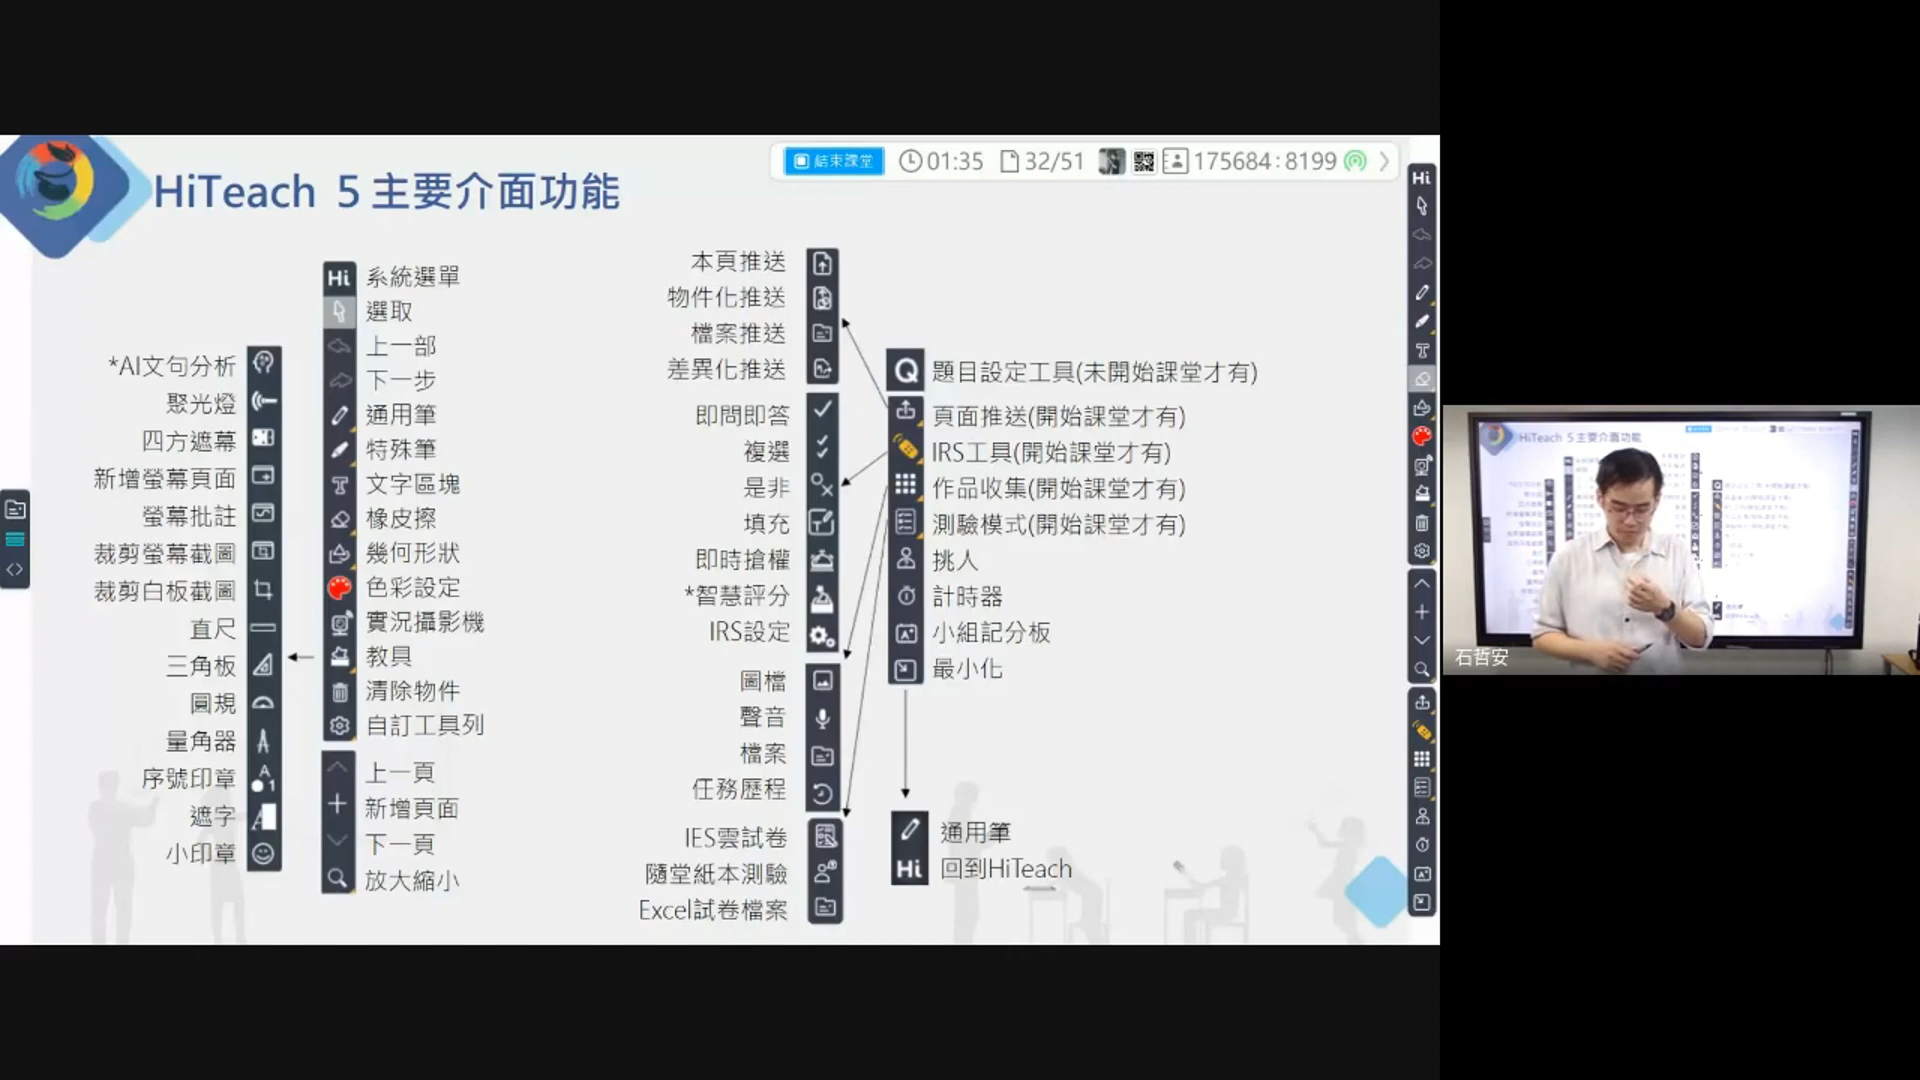 HiTeach 5 主要介面功能
結束課堂 01:35 32/51 175684:8199
*AI文句分析
聚光燈
四方遮幕
新增螢幕頁面
螢幕批註
裁剪螢幕截圖
裁剪白板截圖
直尺
三角板
圓規
量角器
序號印章
遮字
小印章
Hi 系統選單
選取
上一部
下一步
通用筆
特殊筆
T 文字區塊
橡皮擦
幾何形狀
色彩設定
實況攝影機
教具
清除物件
自訂工具列
上一頁
新增頁面
下一頁
放大縮小
本頁推送
物件化推送
檔案推送
差異化推送
即問即答
複選
是非
填充
即時搶權
*智慧評分
IRS設定
圖檔
聲音
檔案
任務歷程
IES雲試卷
隨堂紙本測驗
Excel試卷檔案
Q 題目設定工具(未開始課堂才有)
頁面推送(開始課堂才有)
IRS工具(開始課堂才有)
作品收集(開始課堂才有)
測驗模式(開始課堂才有)
挑人
計時器
小組記分板
最小化
通用筆
Hi 回到HiTeach
Hi
T
HiTeach 5 主要介面功能
石哲安